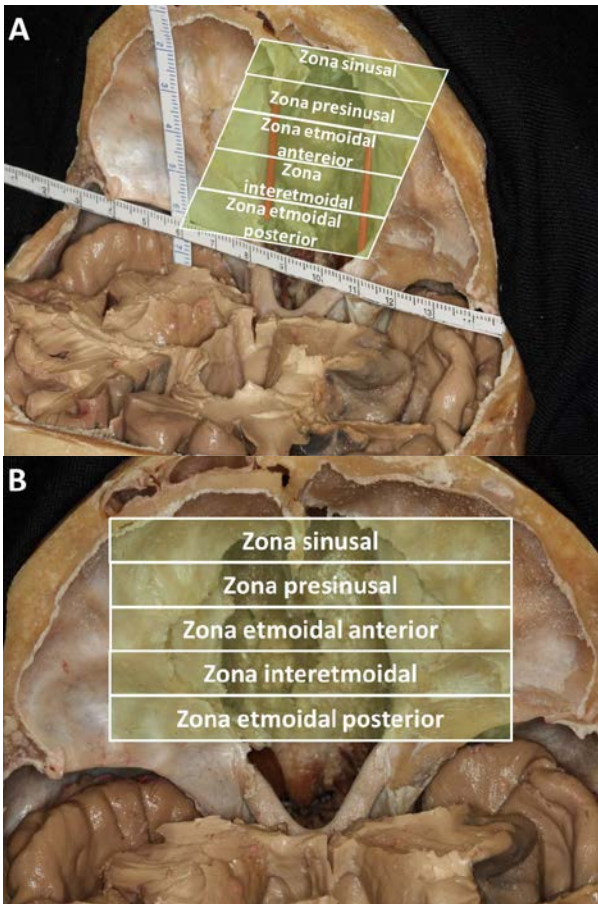 A
Zona sinusal
Zona presinusal
Zona etmoidal
antereior
Zona
interetmoidal
Zona etmoidal
posterior
B
Zona sinusal
Zona presinusal
Zona etmoidal anterior
Zona interetmoidal
Zona etmoidal posterior